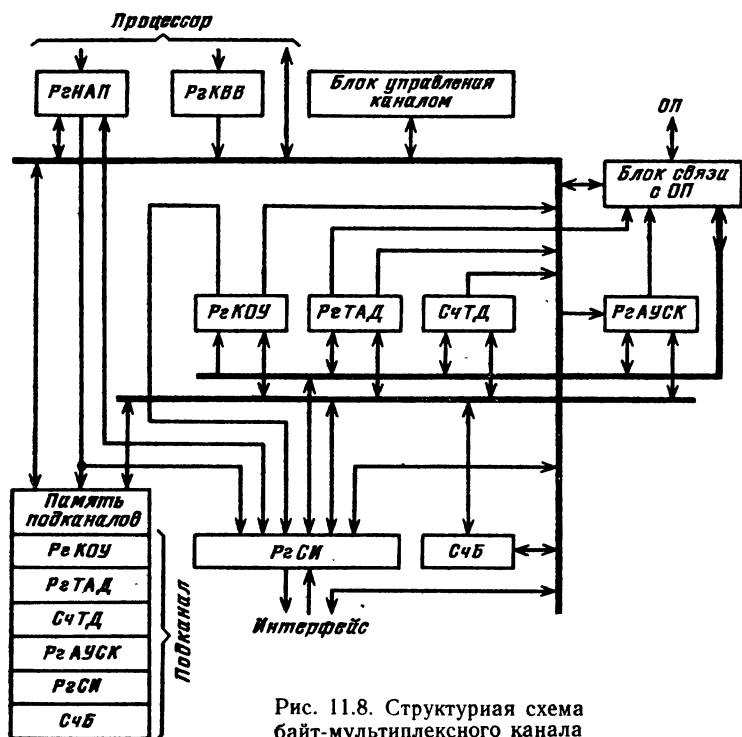 Процессор
РгНАП
РгКВВ
Блок управления
каналом
ОП
Блок связи
с ОП
РгКОУ
РгТАД
СчТД
РгАУСК
Память
подканалов
РгКОУ
РгТАД
СчТД
РгАУСК
РгСИ
СчБ
Подканал
РгСИ
СчБ
Интерфейс
Рис. 11.8. Структурная схема
байт-мультиплексного канала